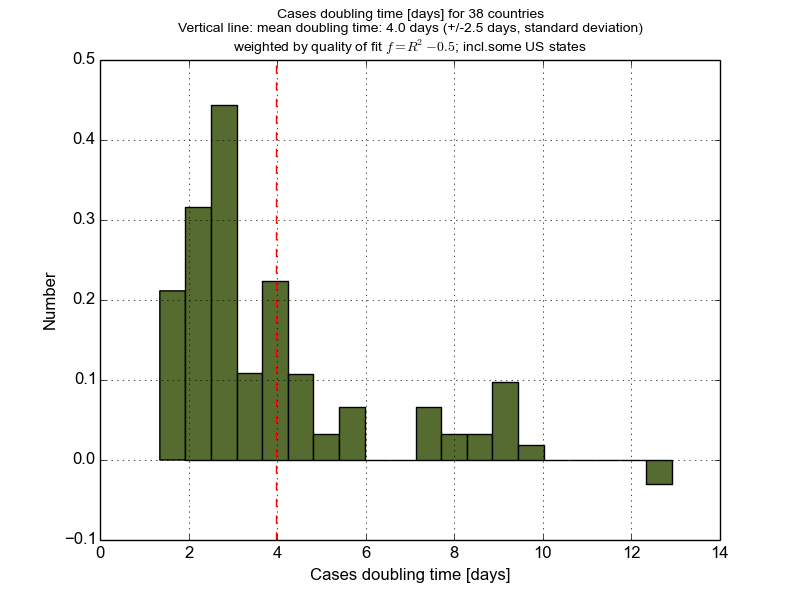 Cases doubling time [days] for 38 countries
Vertical line: mean doubling time: 4.0 days (+/-2.5 days, standard deviation)
weighted by quality of fit f=R² −0.5; incl.some US states
0.5
0.4
0.3
0.2
0.1
0.0
−0.1
Number
0 2 4 6 8 10 12 14
Cases doubling time [days]